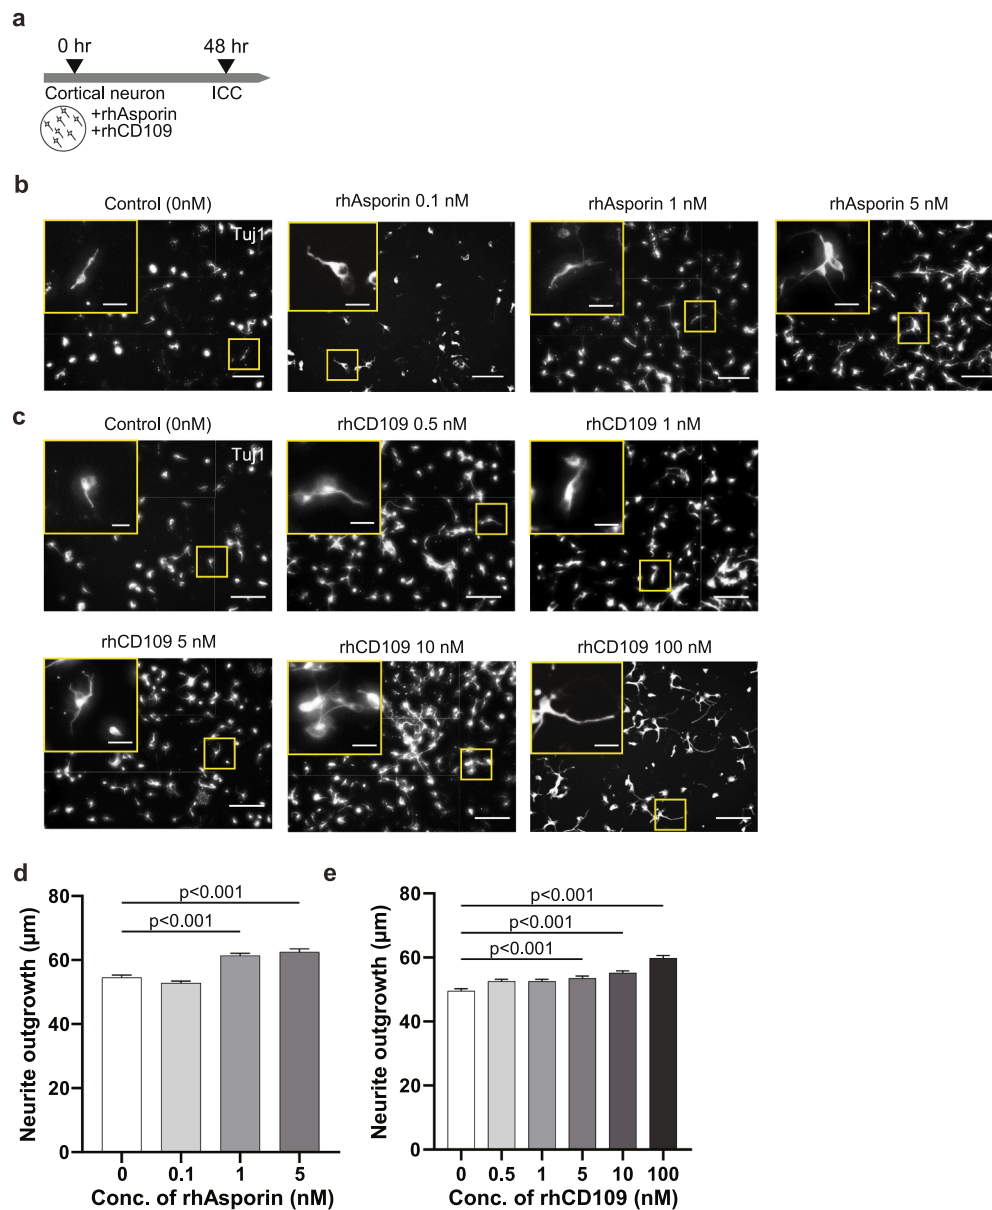 a
0 hr 48 hr
Cortical neuron ICC
+rhAsporin
+rhCD109
b
Control (0nM) rhAsporin 0.1 nM rhAsporin 1 nM rhAsporin 5 nM
Tuj1
c
Control (0nM) rhCD109 0.5 nM rhCD109 1 nM
Tuj1
rhCD109 5 nM rhCD109 10 nM rhCD109 100 nM
d
Neurite outgrowth (µm)
80
60
40
20
0
p<0.001
p<0.001
0 0.1 1 5
Conc. of rhAsporin (nM)
e
Neurite outgrowth (µm)
80
60
40
20
0
p<0.001
p<0.001
p<0.001
0 0.5 1 5 10 100
Conc. of rhCD109 (nM)